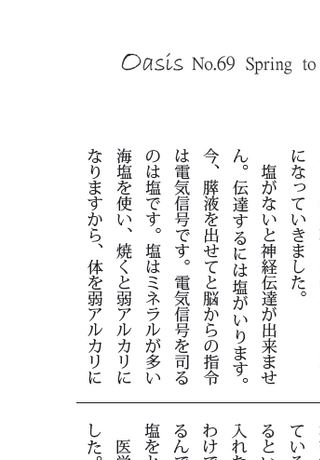 Oasis No.69 Spring to
になっていきました。
塩がないと神経伝達が出来ませ
ん。伝達するには塩がいります。
今、膵液を出せてと脳からの指令
は電気信号です。電気信号を司る
のは塩です。塩はミネラルが多い
海塩を使い、焼くと弱アルカリに
なりますから、体を弱アルカリに
ている
るとい
入れた
わけで
るんで
塩を
医学
した。